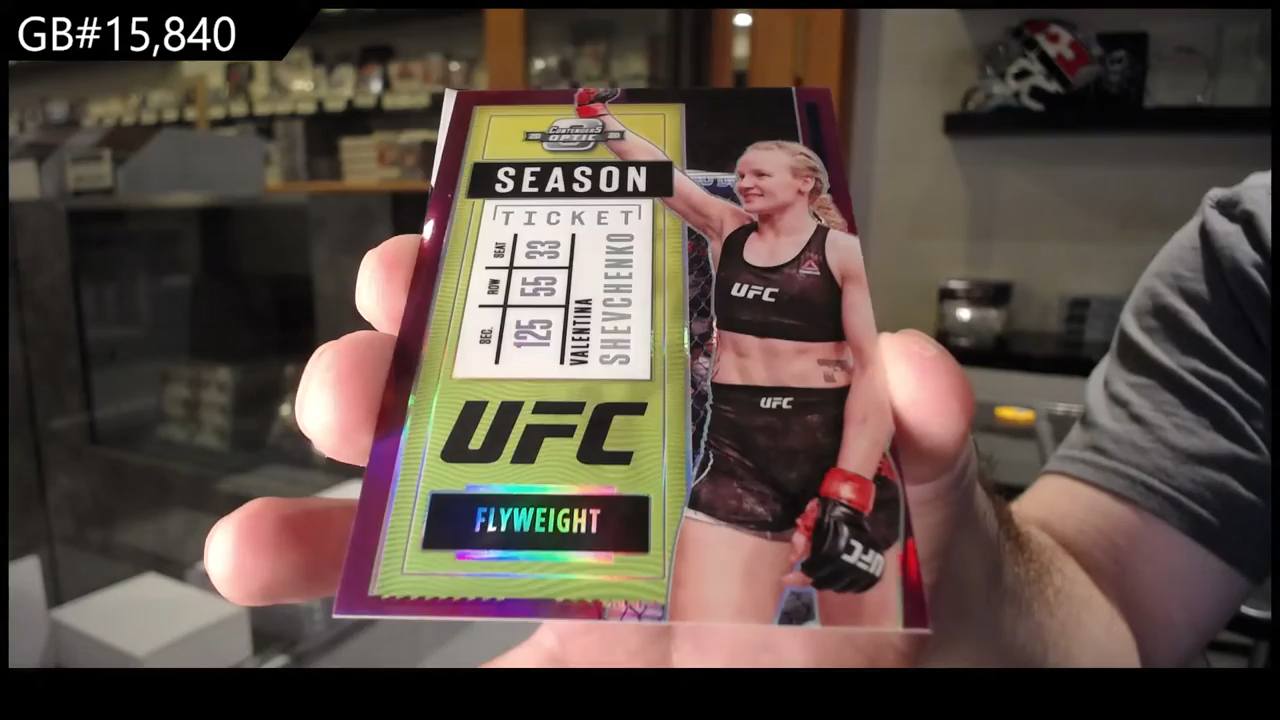 GB#15,840
CONTENDERS
OPTIC
SEASON
TICKET
SEC. ROW SEAT
125 55 33
VALENTINA
SHEVCHENKO
UFC
FLYWEIGHT
UFC
UFC
UFC